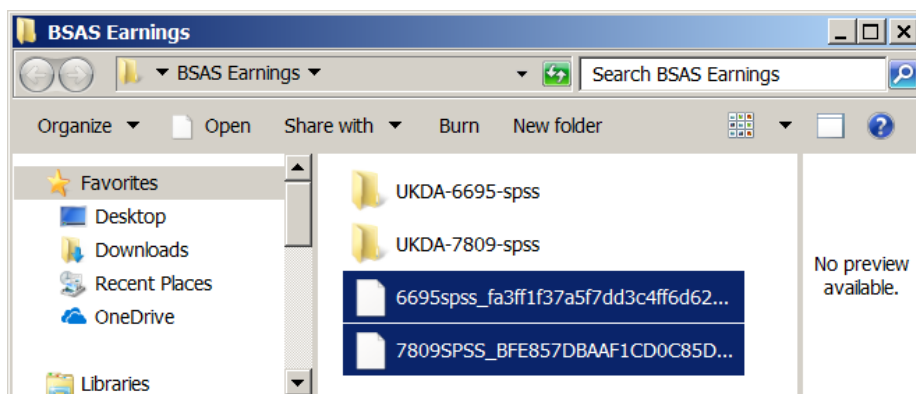 BSAS Earnings
BSAS Earnings
Search BSAS Earnings
Organize
Open
Share with
Burn
New folder
Favorites
Desktop
Downloads
Recent Places
OneDrive
Libraries
UKDA-6695-spss
UKDA-7809-spss
6695spss_fa3ff1f37a5f7dd3c4ff6d62...
7809SPSS_BFE857DBAAF1CD0C85D...
No preview
available.